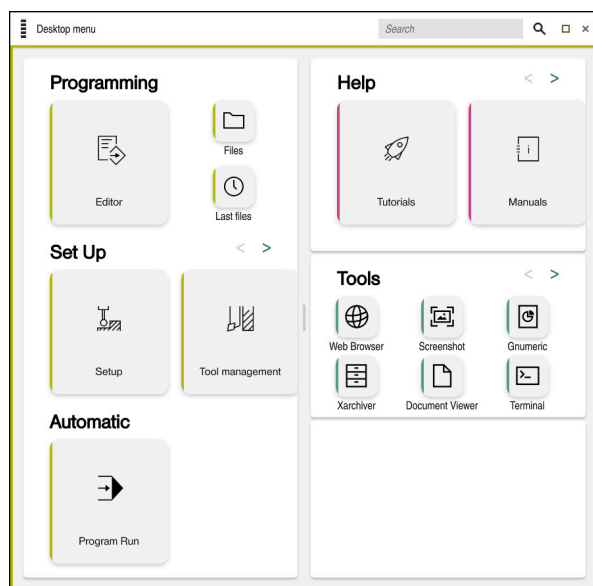 Desktop menu
Search
Programming
Editor
Files
Last files
Set Up
< >
Setup
Tool management
Automatic
Program Run
Help
< >
Tutorials
i
Manuals
Tools
< >
Web Browser
Screenshot
Gnumeric
Xarchiver
Document Viewer
Terminal